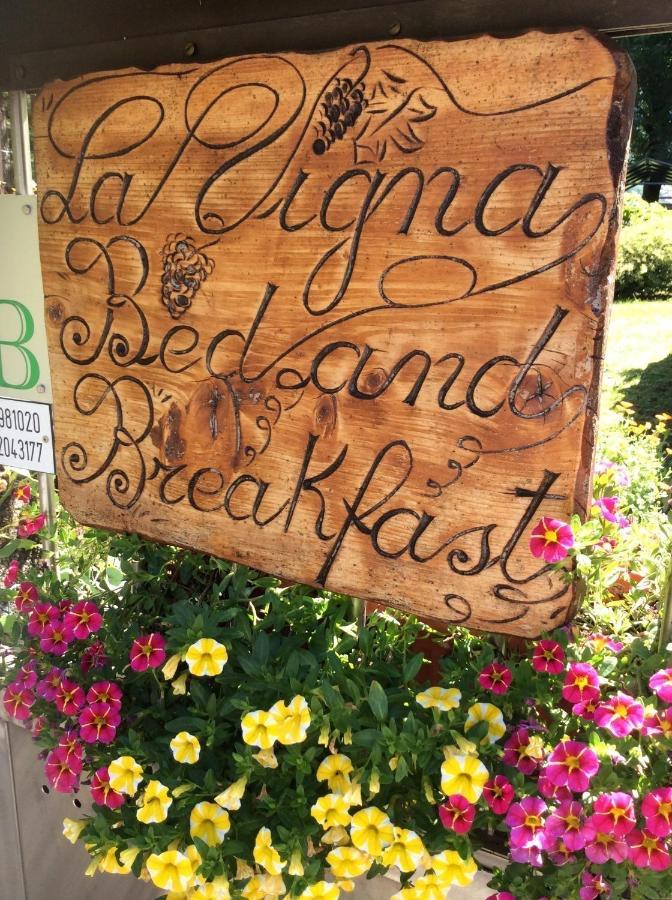 La Vigna
Bed and
Breakfast
B
981020
2043177